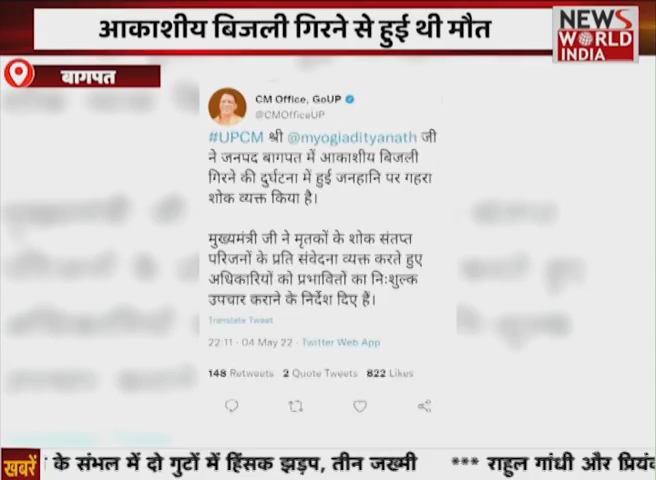 आकाशीय बिजली गिरने से हुई थी मौत
NEWS
WORLD
INDIA
बागपत
CM Office, GoUP
@CMOfficeUP
#UPCM श्री @myogiadityanath जी
ने जनपद बागपत में आकाशीय बिजली
गिरने की दुर्घटना में हुई जनहानि पर गहरा
शोक व्यक्त किया है।
मुख्यमंत्री जी ने मृतकों के शोक संतप्त
परिजनों के प्रति संवेदना व्यक्त करते हुए
अधिकारियों को प्रभावितों का निःशुल्क
उपचार कराने के निर्देश दिए हैं।
Translate Tweet
22:11 · 04 May 22 · Twitter Web App
148 Retweets 2 Quote Tweets 822 Likes
खबरें
के संभल में दो गुटों में हिंसक झड़प, तीन जख्मी *** राहुल गांधी और